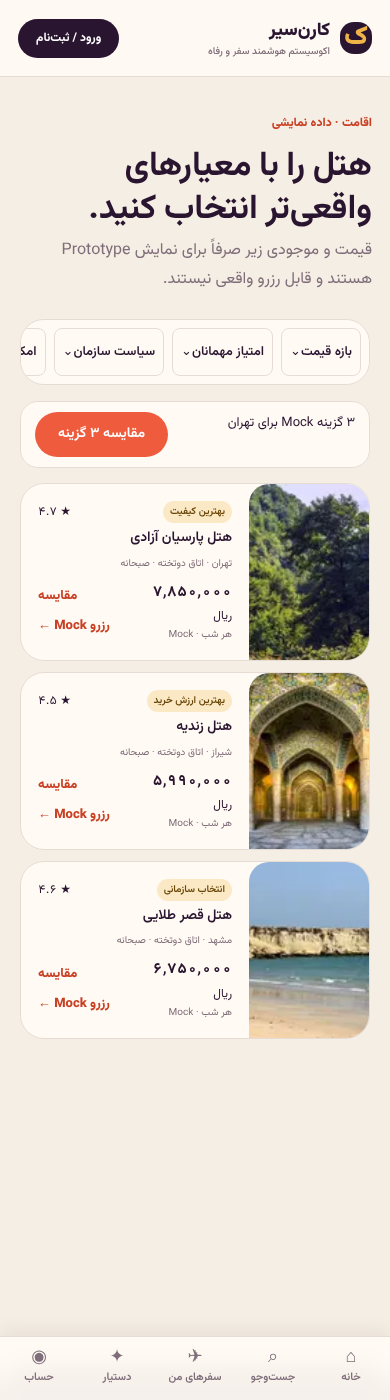 کارن‌سیر
اکوسیستم هوشمند سفر و رفاه
ورود / ثبت‌نام
اقامت · داده نمایشی
هتل را با معیارهای
واقعی‌تر انتخاب کنید.
قیمت و موجودی زیر صرفاً برای نمایش Prototype
هستند و قابل رزرو واقعی نیستند.
بازه قیمت
امتیاز مهمانان
سیاست سازمان
۳ گزینه Mock برای تهران
مقایسه ۳ گزینه
بهترین کیفیت
★ ۴.۷
هتل پارسیان آزادی
تهران · اتاق دوتخته · صبحانه
۷,۸۵۰,۰۰۰
ریال
هر شب · Mock
مقایسه
رزرو Mock ←
بهترین ارزش خرید
★ ۴.۵
هتل زندیه
شیراز · اتاق دوتخته · صبحانه
۵,۹۹۰,۰۰۰
ریال
هر شب · Mock
مقایسه
رزرو Mock ←
انتخاب سازمانی
★ ۴.۶
هتل قصر طلایی
مشهد · اتاق دوتخته · صبحانه
۶,۷۵۰,۰۰۰
ریال
هر شب · Mock
مقایسه
رزرو Mock ←
خانه
جست‌وجو
سفرهای من
دستیار
حساب